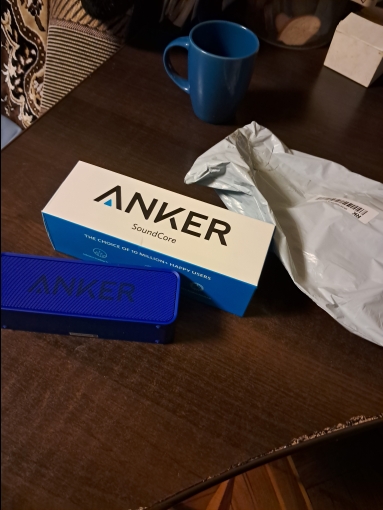 ANKER
SoundCore
THE CHOICE OF 10 MILLION+ HAPPY USERS
ANKER